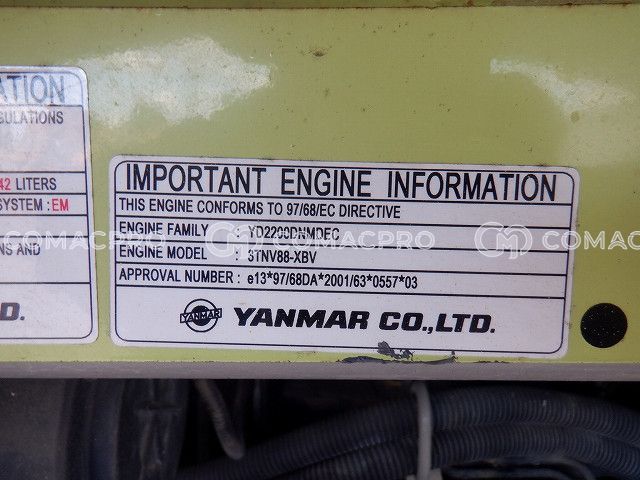 ATION
ULATIONS
42 LITERS
SYSTEM : EM
NS AND
D.
IMPORTANT ENGINE INFORMATION
THIS ENGINE CONFORMS TO 97/68/EC DIRECTIVE
ENGINE FAMILY : YD2200DNMDEC
ENGINE MODEL : 3TNV88-XBV
APPROVAL NUMBER : e13*97/68DA*2001/63*0557*03
YANMAR
YANMAR CO.,LTD.
COMACPRO COMACPRO COMACPRO